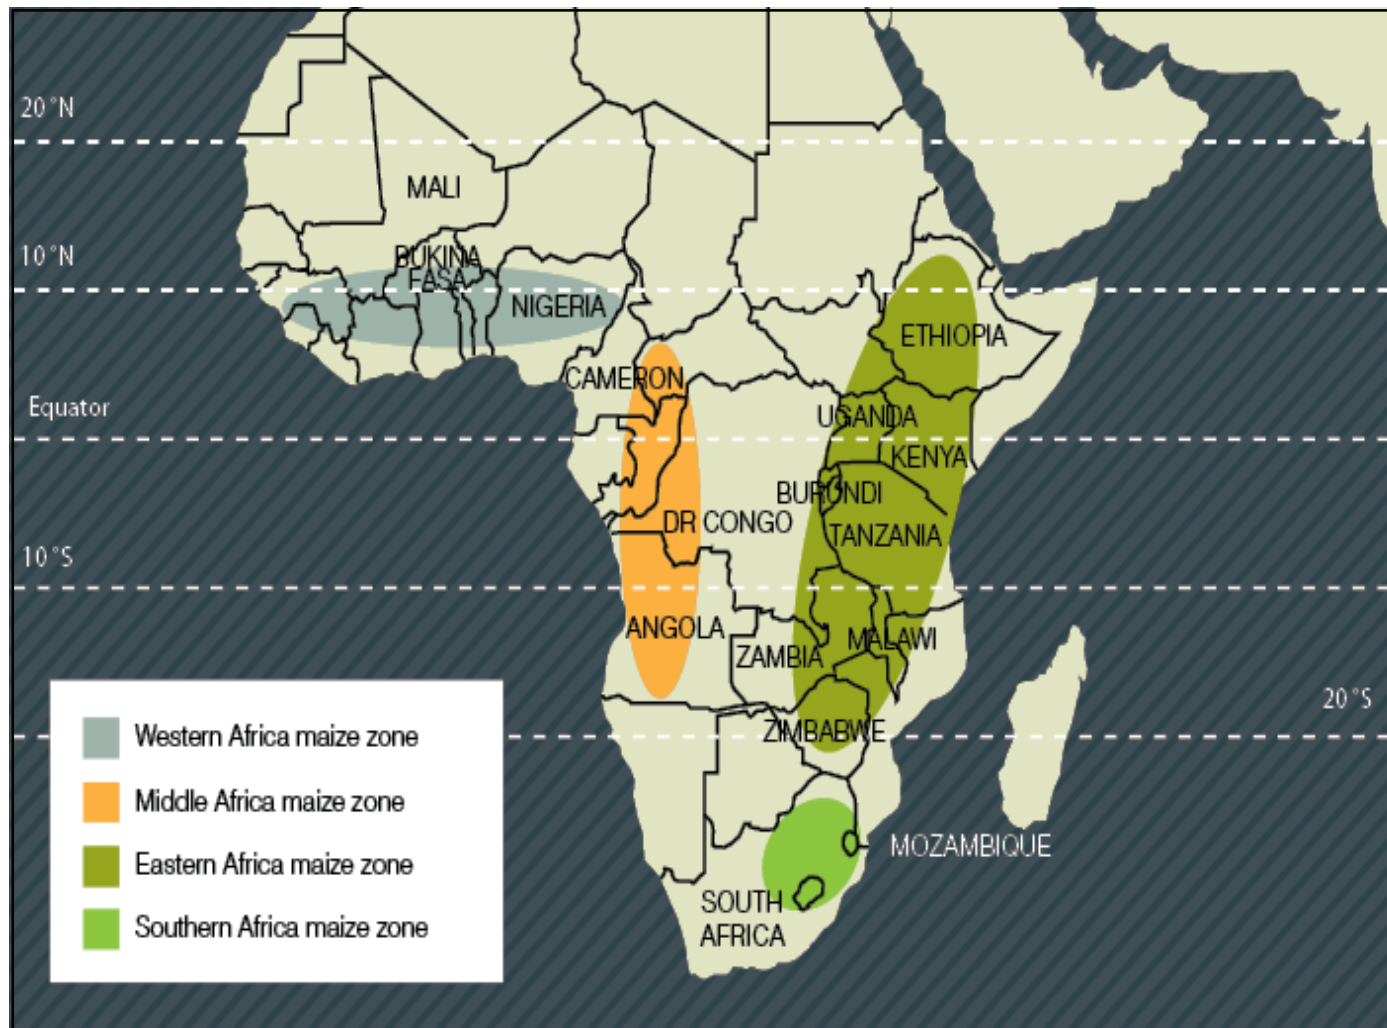 20°N
MALI
10°N
BUKINA
FASA
NIGERIA
ETHIOPIA
CAMERON
Equator
UGANDA
KENYA
BURUNDI
DR CONGO
TANZANIA
10°S
ANGOLA
MALAWI
ZAMBIA
20°S
ZIMBABWE
MOZAMBIQUE
SOUTH
AFRICA
Western Africa maize zone
Middle Africa maize zone
Eastern Africa maize zone
Southern Africa maize zone